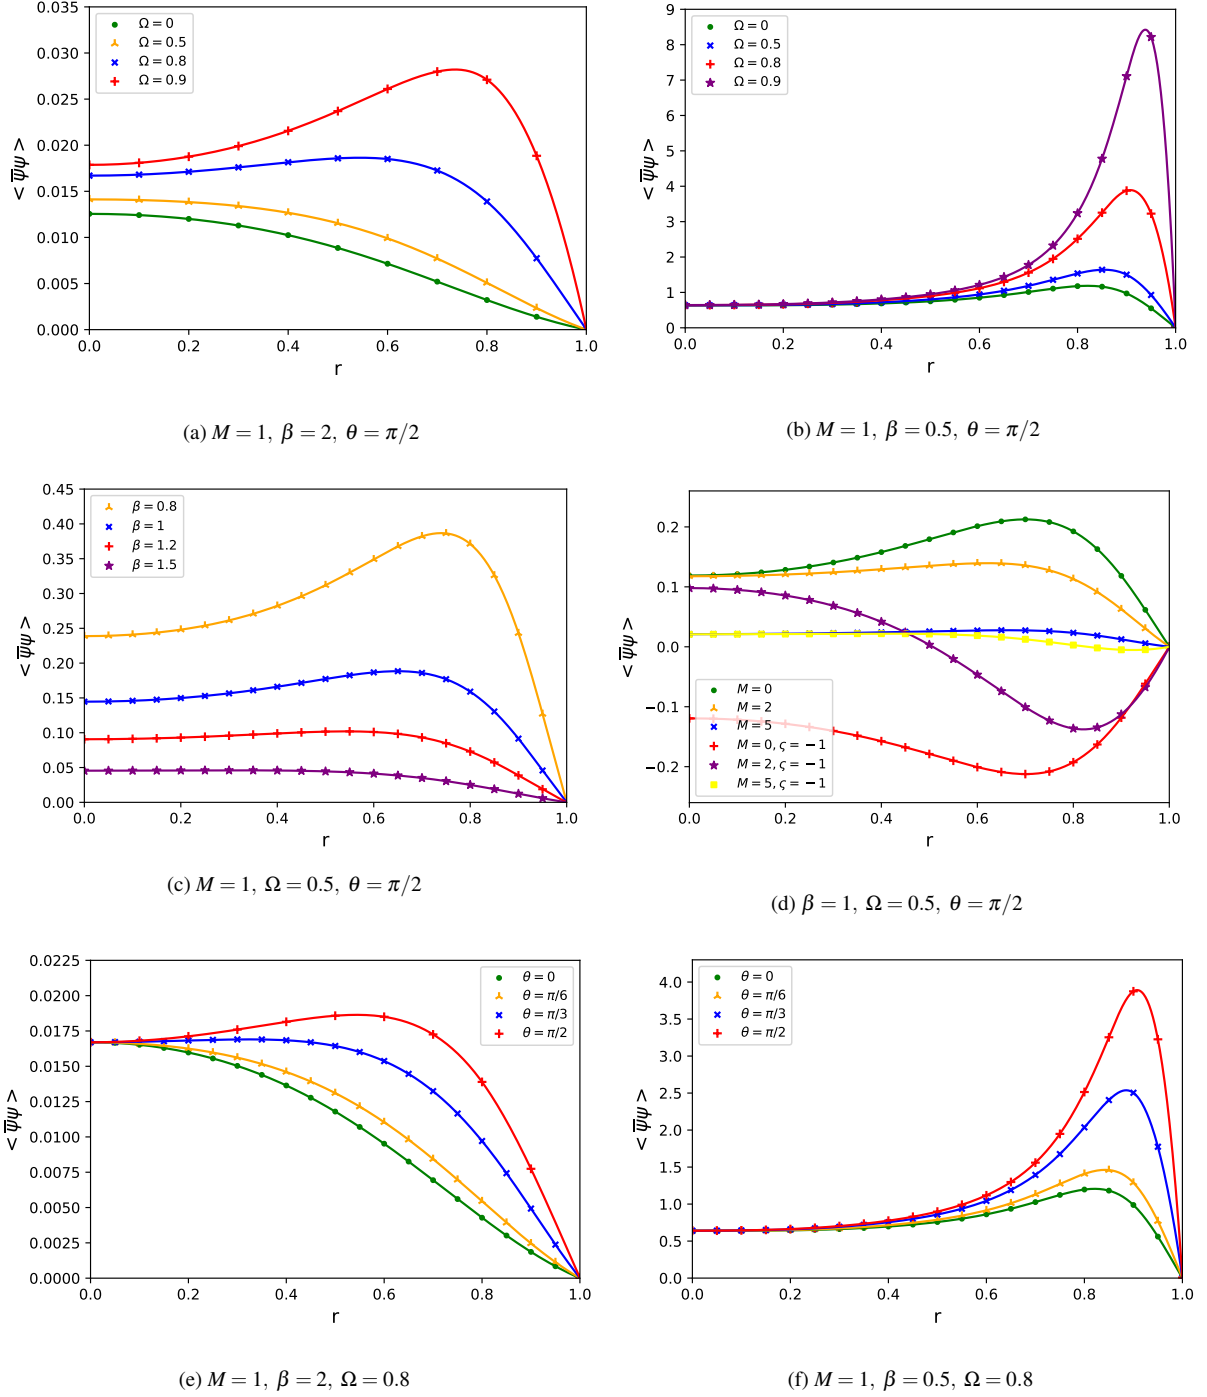 0.035
0.030
0.025
0.020
0.015
0.010
0.005
0.000
< ψ̅ψ >
Ω = 0
Ω = 0.5
Ω = 0.8
Ω = 0.9
0.0 0.2 0.4 0.6 0.8 1.0
r
(a) M = 1, β = 2, θ = π/2
9
8
7
6
5
4
3
2
1
0
< ψ̅ψ >
Ω = 0
Ω = 0.5
Ω = 0.8
Ω = 0.9
0.0 0.2 0.4 0.6 0.8 1.0
r
(b) M = 1, β = 0.5, θ = π/2
0.45
0.40
0.35
0.30
0.25
0.20
0.15
0.10
0.05
0.00
< ψ̅ψ >
β = 0.8
β = 1
β = 1.2
β = 1.5
0.0 0.2 0.4 0.6 0.8 1.0
r
(c) M = 1, Ω = 0.5, θ = π/2
0.2
0.1
0.0
−0.1
−0.2
< ψ̅ψ >
M = 0
M = 2
M = 5
M = 0, ς = −1
M = 2, ς = −1
M = 5, ς = −1
0.0 0.2 0.4 0.6 0.8 1.0
r
(d) β = 1, Ω = 0.5, θ = π/2
0.0225
0.0200
0.0175
0.0150
0.0125
0.0100
0.0075
0.0050
0.0025
0.0000
< ψ̅ψ >
θ = 0
θ = π/6
θ = π/3
θ = π/2
0.0 0.2 0.4 0.6 0.8 1.0
r
(e) M = 1, β = 2, Ω = 0.8
4.0
3.5
3.0
2.5
2.0
1.5
1.0
0.5
0.0
< ψ̅ψ >
θ = 0
θ = π/6
θ = π/3
θ = π/2
0.0 0.2 0.4 0.6 0.8 1.0
r
(f) M = 1, β = 0.5, Ω = 0.8